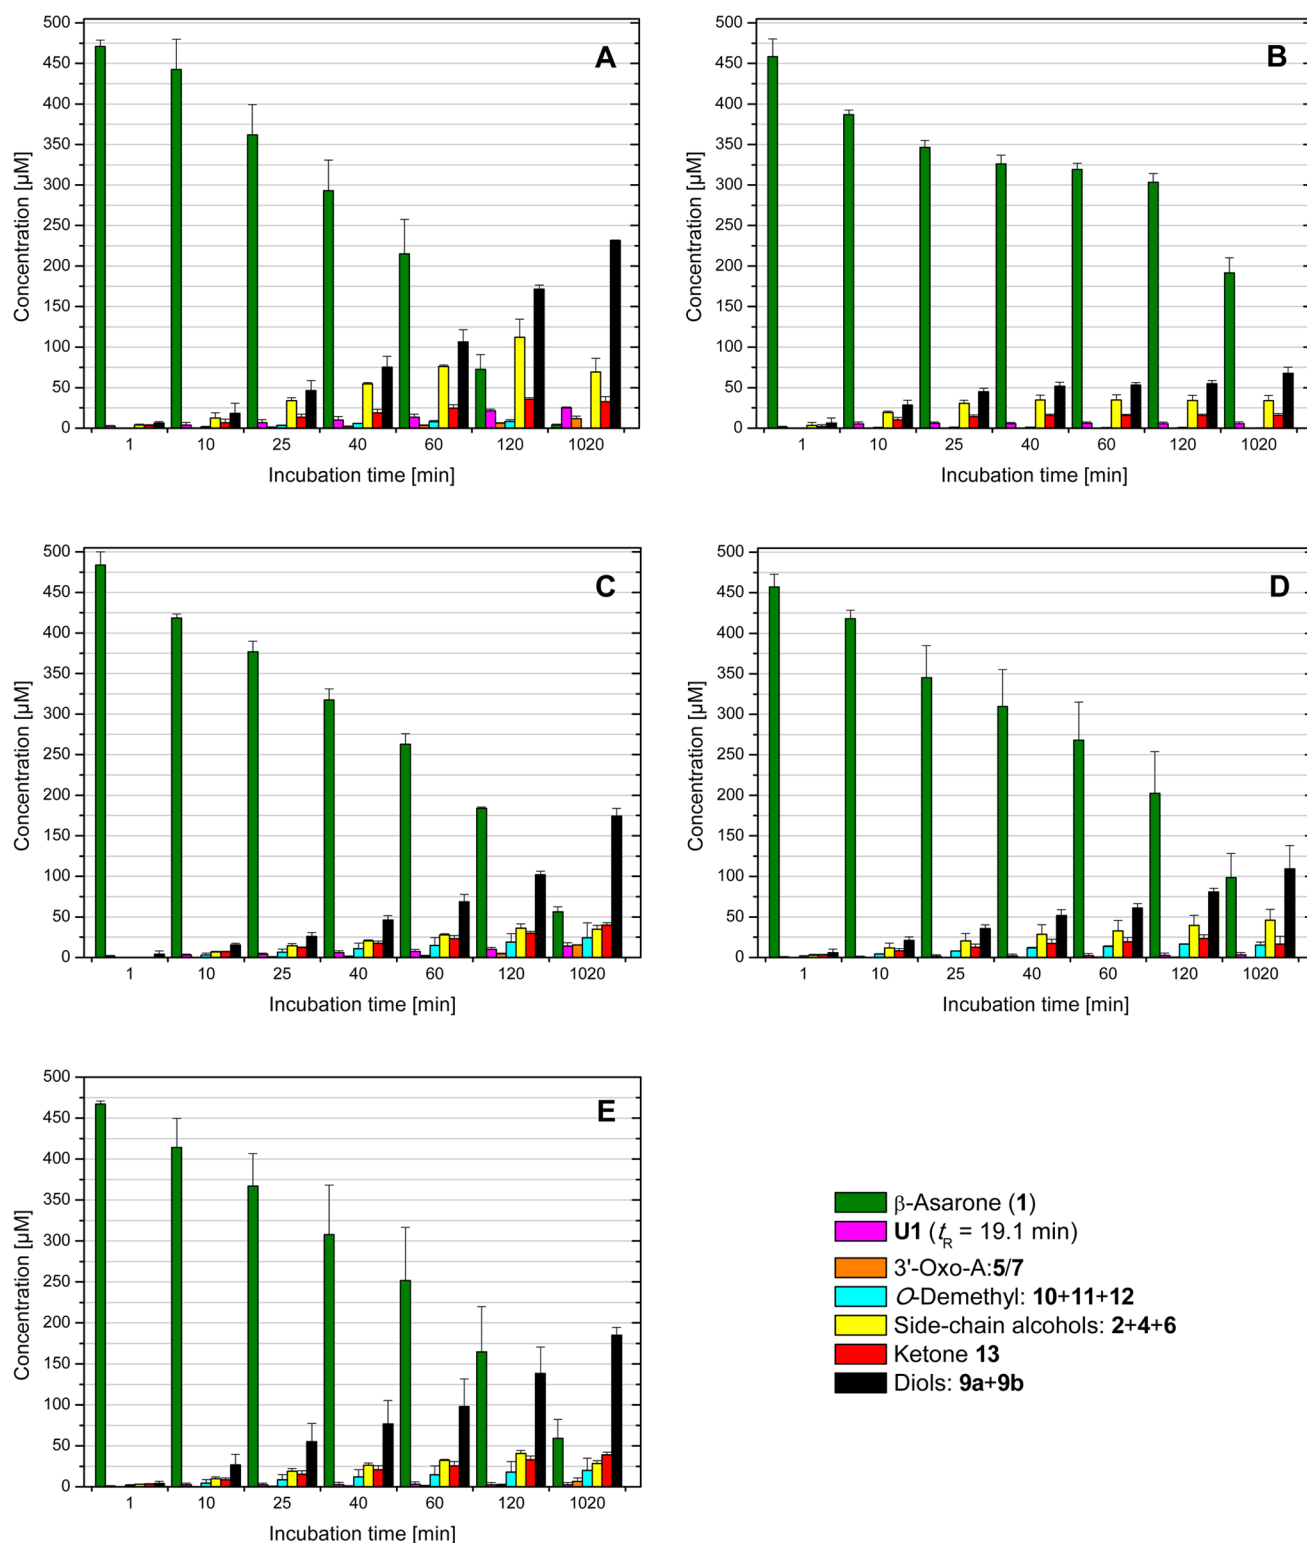 A
Concentration [µM]
500
450
400
350
300
250
200
150
100
50
0
1 10 25 40 60 120 1020
Incubation time [min]
B
Concentration [µM]
500
450
400
350
300
250
200
150
100
50
0
1 10 25 40 60 120 1020
Incubation time [min]
C
Concentration [µM]
500
450
400
350
300
250
200
150
100
50
0
1 10 25 40 60 120 1020
Incubation time [min]
D
Concentration [µM]
500
450
400
350
300
250
200
150
100
50
0
1 10 25 40 60 120 1020
Incubation time [min]
E
Concentration [µM]
500
450
400
350
300
250
200
150
100
50
0
1 10 25 40 60 120 1020
Incubation time [min]
β-Asarone (1)
U1 (tR = 19.1 min)
3'-Oxo-A:5/7
O-Demethyl: 10+11+12
Side-chain alcohols: 2+4+6
Ketone 13
Diols: 9a+9b